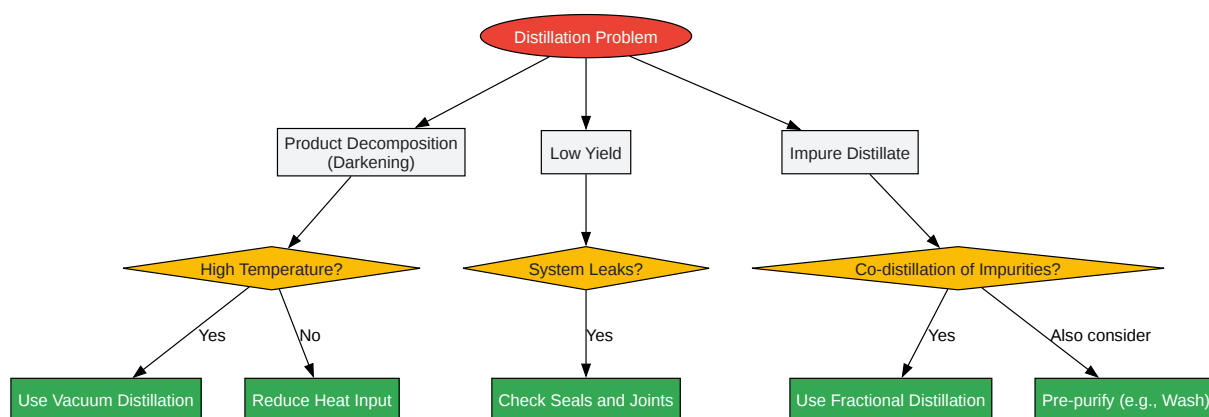 Distillation Problem
Product Decomposition
(Darkening)
Low Yield
Impure Distillate
High Temperature?
System Leaks?
Co-distillation of Impurities?
Yes
No
Yes
Yes
Also consider
Use Vacuum Distillation
Reduce Heat Input
Check Seals and Joints
Use Fractional Distillation
Pre-purify (e.g., Wash)